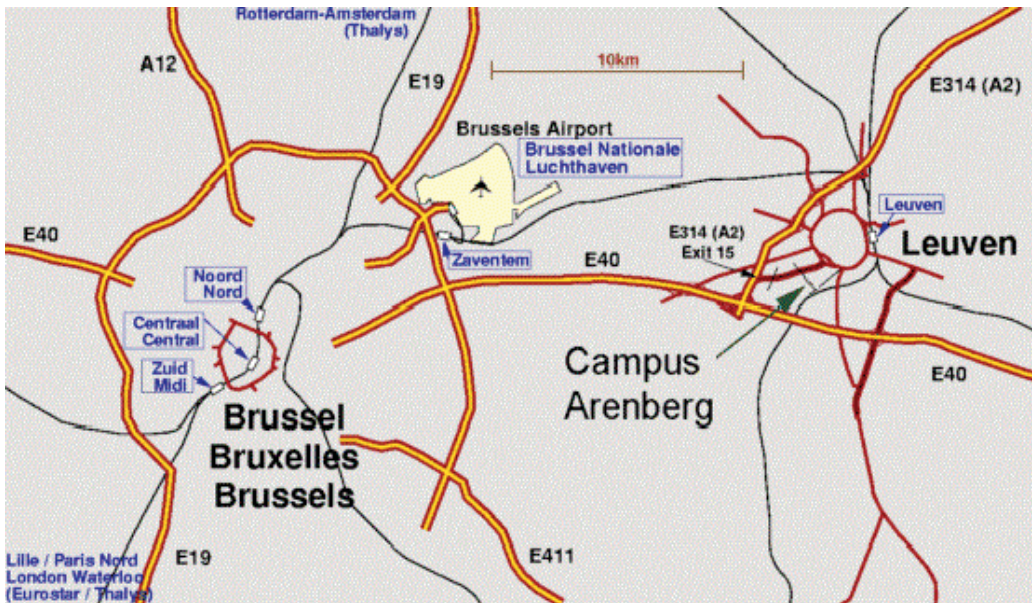 Rotterdam-Amsterdam
(Thalys)
A12
E19
10km
E314 (A2)
Brussels Airport
Brussel Nationale
Luchthaven
Leuven
E40
Zaventem
E40
E314 (A2)
Exit 15
Leuven
Noord
Nord
Centraal
Central
Zuid
Midi
Campus
Arenberg
E40
Brussel
Bruxelles
Brussels
E19
E411
Lille / Paris Nord
London Waterloo
(Eurostar / Thalys)